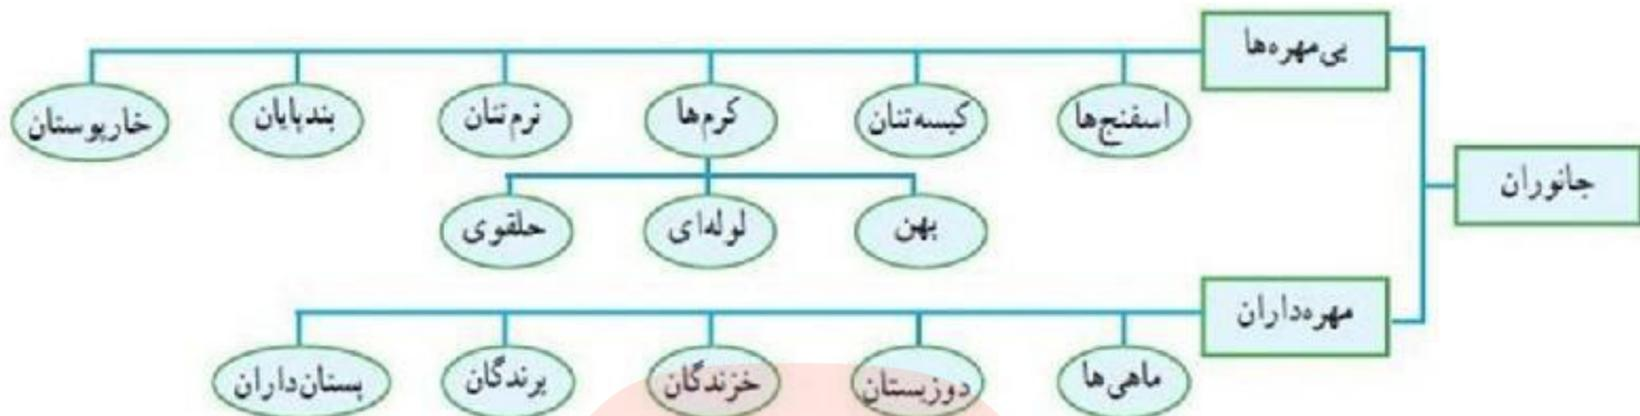 بی‌مهره‌ها
اسفنج‌ها
کیسه‌تنان
کرم‌ها
نرم‌تنان
بندپایان
خارپوستان
جانوران
پهن
لوله‌ای
حلقوی
مهره‌داران
ماهی‌ها
دوزیستان
خزندگان
پرندگان
پستان‌داران